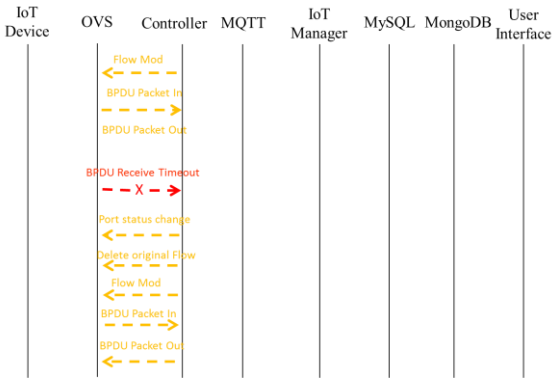 IoT
Device
OVS
Controller
MQTT
IoT
Manager
MySQL
MongoDB
User
Interface
Flow Mod
BPDU Packet In
BPDU Packet Out
BPDU Receive Timeout
X
Port status change
Delete original Flow
Flow Mod
BPDU Packet In
BPDU Packet Out